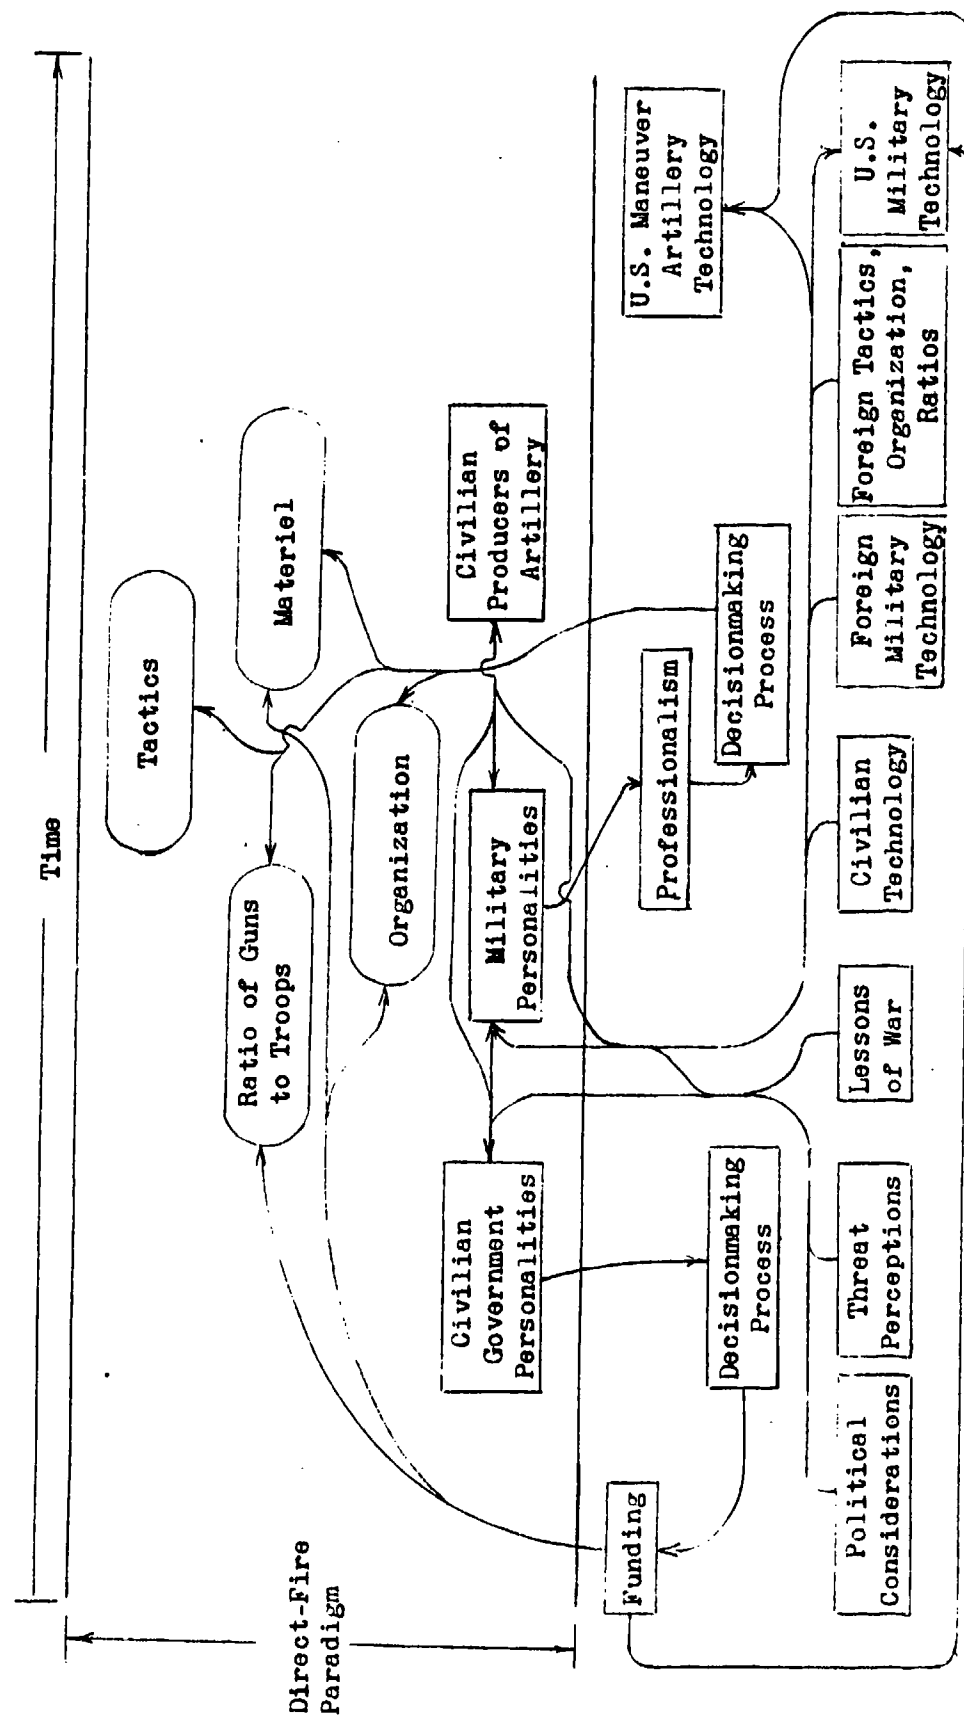 Time
Direct-Fire
Paradigm
Tactics
Ratio of Guns
to Troops
Materiel
Organization
Civilian
Government
Personalities
Military
Personalities
Civilian
Producers of
Artillery
Funding
Decisionmaking
Process
Professionalism
Decisionmaking
Process
U.S. Maneuver
Artillery
Technology
Political
Considerations
Threat
Perceptions
Lessons
of War
Civilian
Technology
Foreign
Military
Technology
Foreign Tactics,
Organization,
Ratios
U.S.
Military
Technology